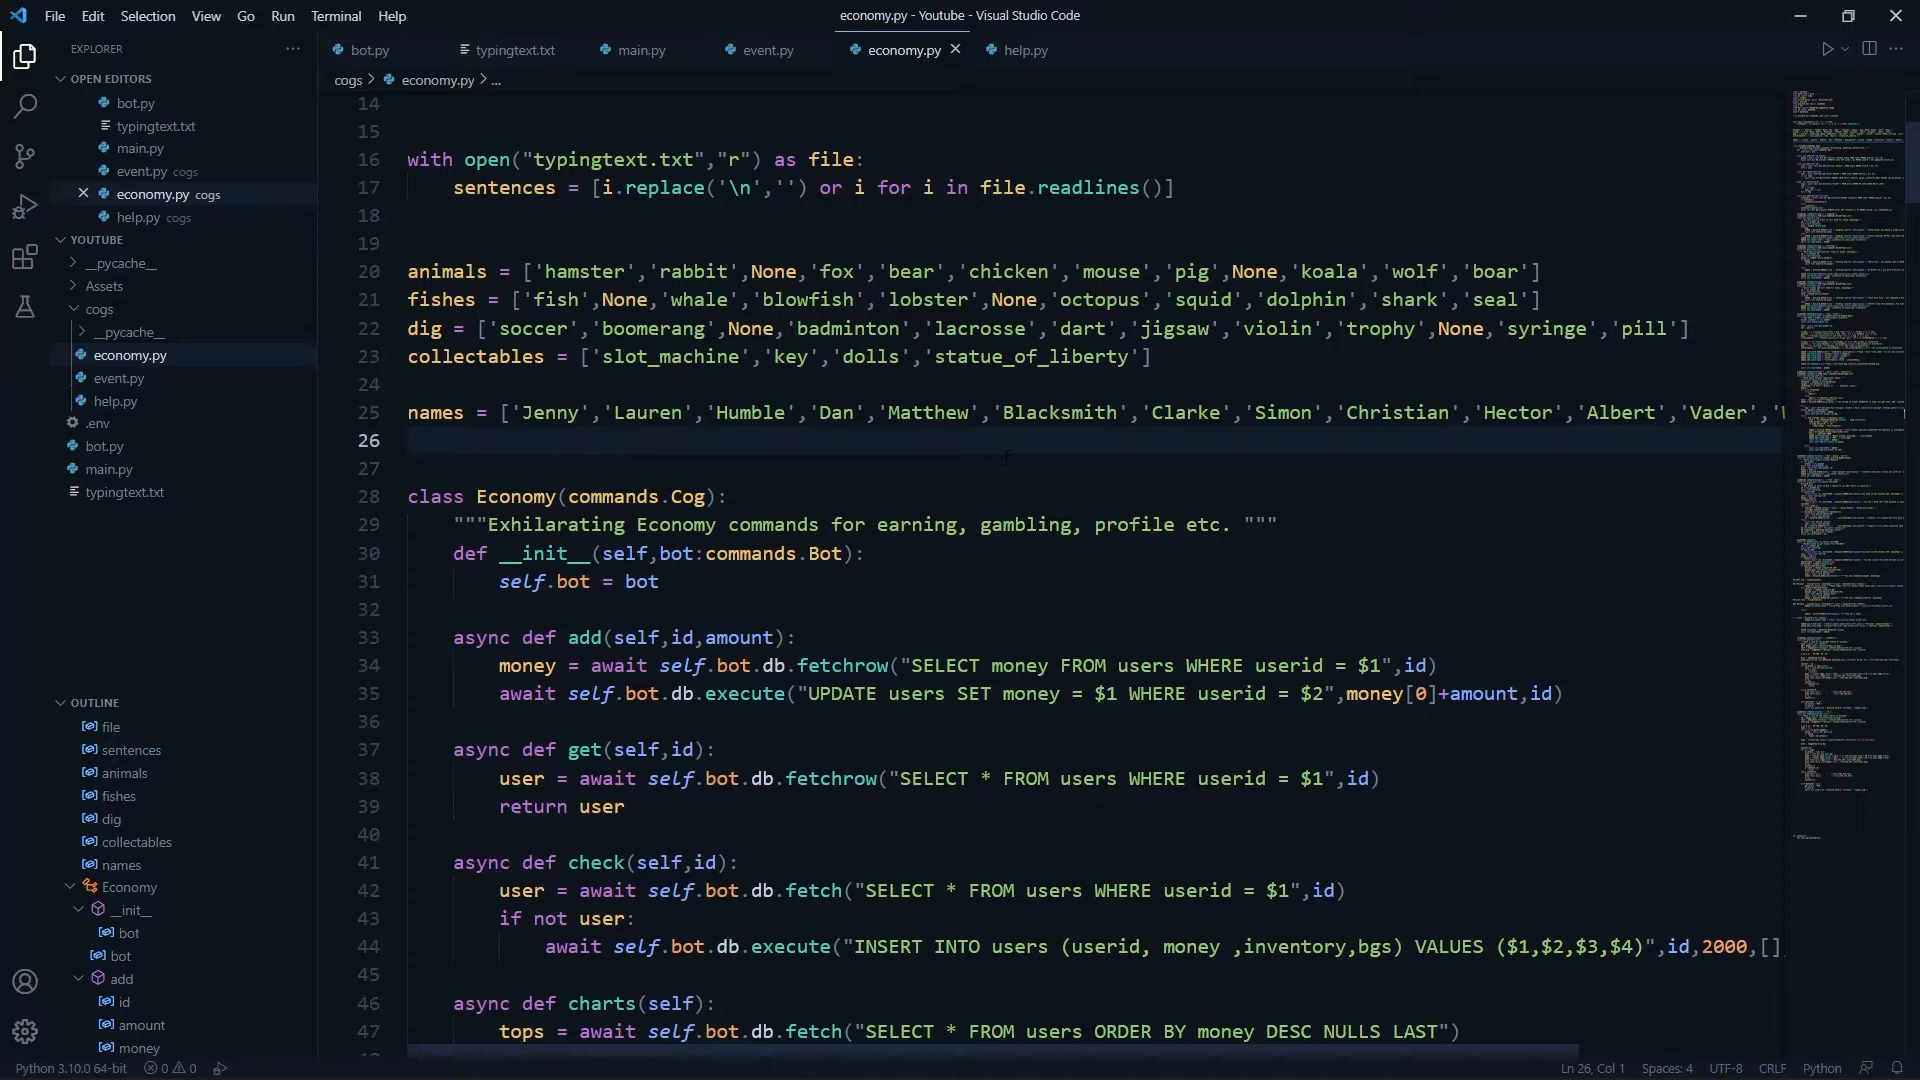 File Edit Selection View Go Run Terminal Help
economy.py - Youtube - Visual Studio Code
EXPLORER
OPEN EDITORS
bot.py
typingtext.txt
main.py
event.py cogs
economy.py cogs
help.py cogs
YOUTUBE
__pycache__
Assets
cogs
__pycache__
economy.py
event.py
help.py
.env
bot.py
main.py
typingtext.txt
OUTLINE
file
sentences
animals
fishes
dig
collectables
names
Economy
__init__
bot
bot
add
id
amount
money
bot.py typingtext.txt main.py event.py economy.py help.py
cogs > economy.py > ...
14
15
16 with open("typingtext.txt","r") as file:
17 sentences = [i.replace('\n','') or i for i in file.readlines()]
18
19
20 animals = ['hamster','rabbit',None,'fox','bear','chicken','mouse','pig',None,'koala','wolf','boar']
21 fishes = ['fish',None,'whale','blowfish','lobster',None,'octopus','squid','dolphin','shark','seal']
22 dig = ['soccer','boomerang',None,'badminton','lacrosse','dart','jigsaw','violin','trophy',None,'syringe','pill']
23 collectables = ['slot_machine','key','dolls','statue_of_liberty']
24
25 names = ['Jenny','Lauren','Humble','Dan','Matthew','Blacksmith','Clarke','Simon','Christian','Hector','Albert','Vader','
26
27
28 class Economy(commands.Cog):
29 """Exhilarating Economy commands for earning, gambling, profile etc. """
30 def __init__(self,bot:commands.Bot):
31 self.bot = bot
32
33 async def add(self,id,amount):
34 money = await self.bot.db.fetchrow("SELECT money FROM users WHERE userid = $1",id)
35 await self.bot.db.execute("UPDATE users SET money = $1 WHERE userid = $2",money[0]+amount,id)
36
37 async def get(self,id):
38 user = await self.bot.db.fetchrow("SELECT * FROM users WHERE userid = $1",id)
39 return user
40
41 async def check(self,id):
42 user = await self.bot.db.fetch("SELECT * FROM users WHERE userid = $1",id)
43 if not user:
44 await self.bot.db.execute("INSERT INTO users (userid, money ,inventory,bgs) VALUES ($1,$2,$3,$4)",id,2000,[]
45
46 async def charts(self):
47 tops = await self.bot.db.fetch("SELECT * FROM users ORDER BY money DESC NULLS LAST")
Python 3.10.0 64-bit 0 0 Ln 26, Col 1 Spaces: 4 UTF-8 CRLF Python